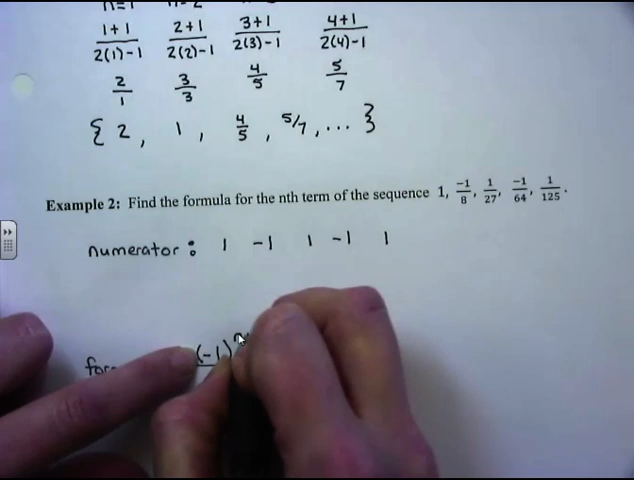 n=1 n=2
1+1/2(1)-1 2+1/2(2)-1 3+1/2(3)-1 4+1/2(4)-1
2/1 3/3 4/5 5/7
{ 2, 1, 4/5, 5/7, ... }
Example 2: Find the formula for the nth term of the sequence 1, -1/8, 1/27, -1/64, 1/125.
numerator: 1 -1 1 -1 1
(-1)